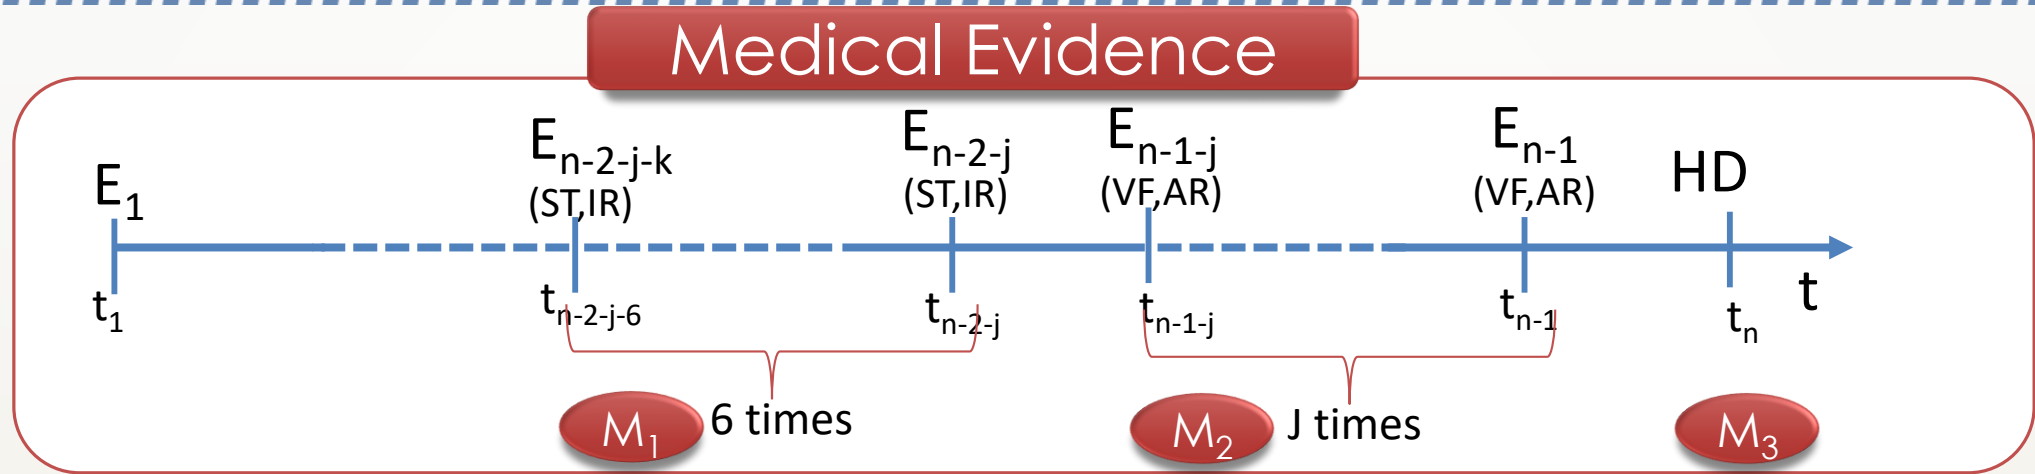 Medical Evidence
E1
En-2-j-k
(ST,IR)
En-2-j
(ST,IR)
En-1-j
(VF,AR)
En-1
(VF,AR)
HD
t1
tn-2-j-6
tn-2-j
tn-1-j
tn-1
tn
t
M1
6 times
M2
J times
M3